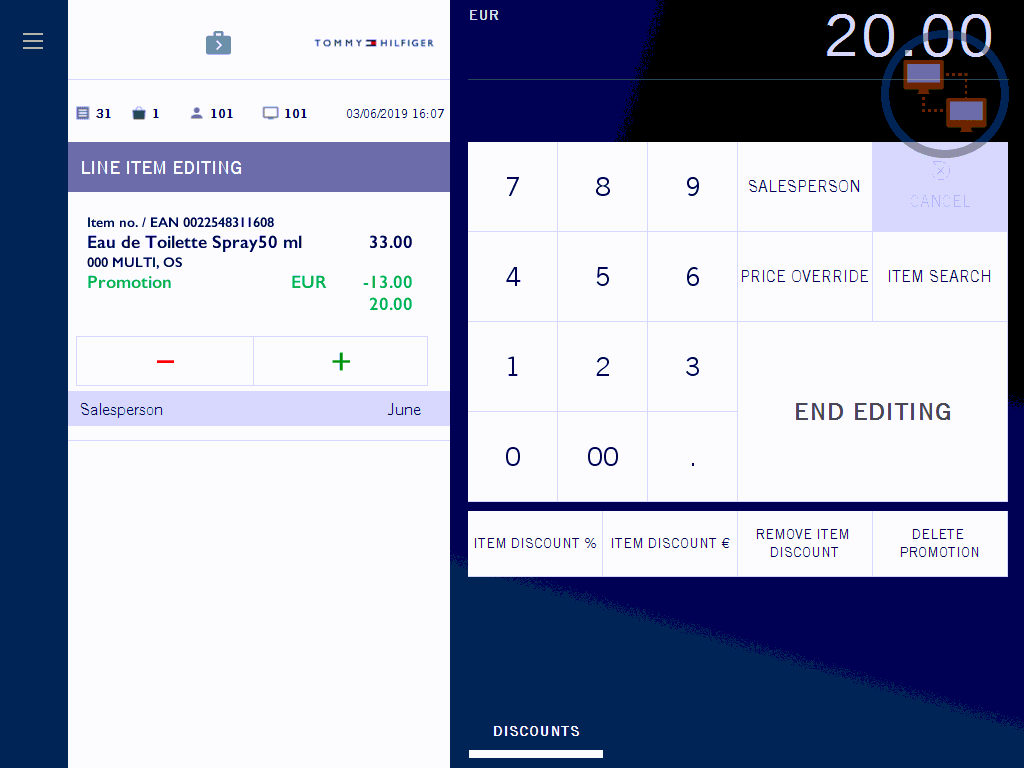 EUR
20.00
TOMMY HILFIGER
31 1 101 101 03/06/2019 16:07
LINE ITEM EDITING
Item no. / EAN 0022548311608
Eau de Toilette Spray50 ml 33.00
000 MULTI, OS
Promotion EUR -13.00
20.00
− +
Salesperson June
7 8 9 SALESPERSON CANCEL
4 5 6 PRICE OVERRIDE ITEM SEARCH
1 2 3
END EDITING
0 00 .
ITEM DISCOUNT % ITEM DISCOUNT €
REMOVE ITEM
DISCOUNT
DELETE
PROMOTION
DISCOUNTS